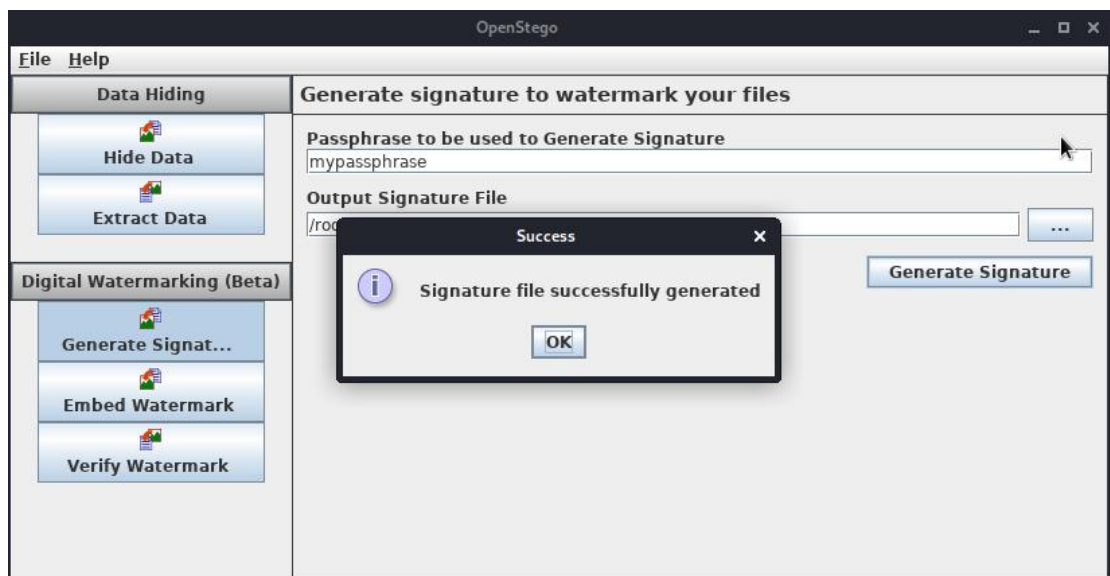 OpenStego
File Help
Data Hiding
Hide Data
Extract Data
Digital Watermarking (Beta)
Generate Signat...
Embed Watermark
Verify Watermark
Generate signature to watermark your files
Passphrase to be used to Generate Signature
mypassphrase
Output Signature File
...
Generate Signature
Success
Signature file successfully generated
OK